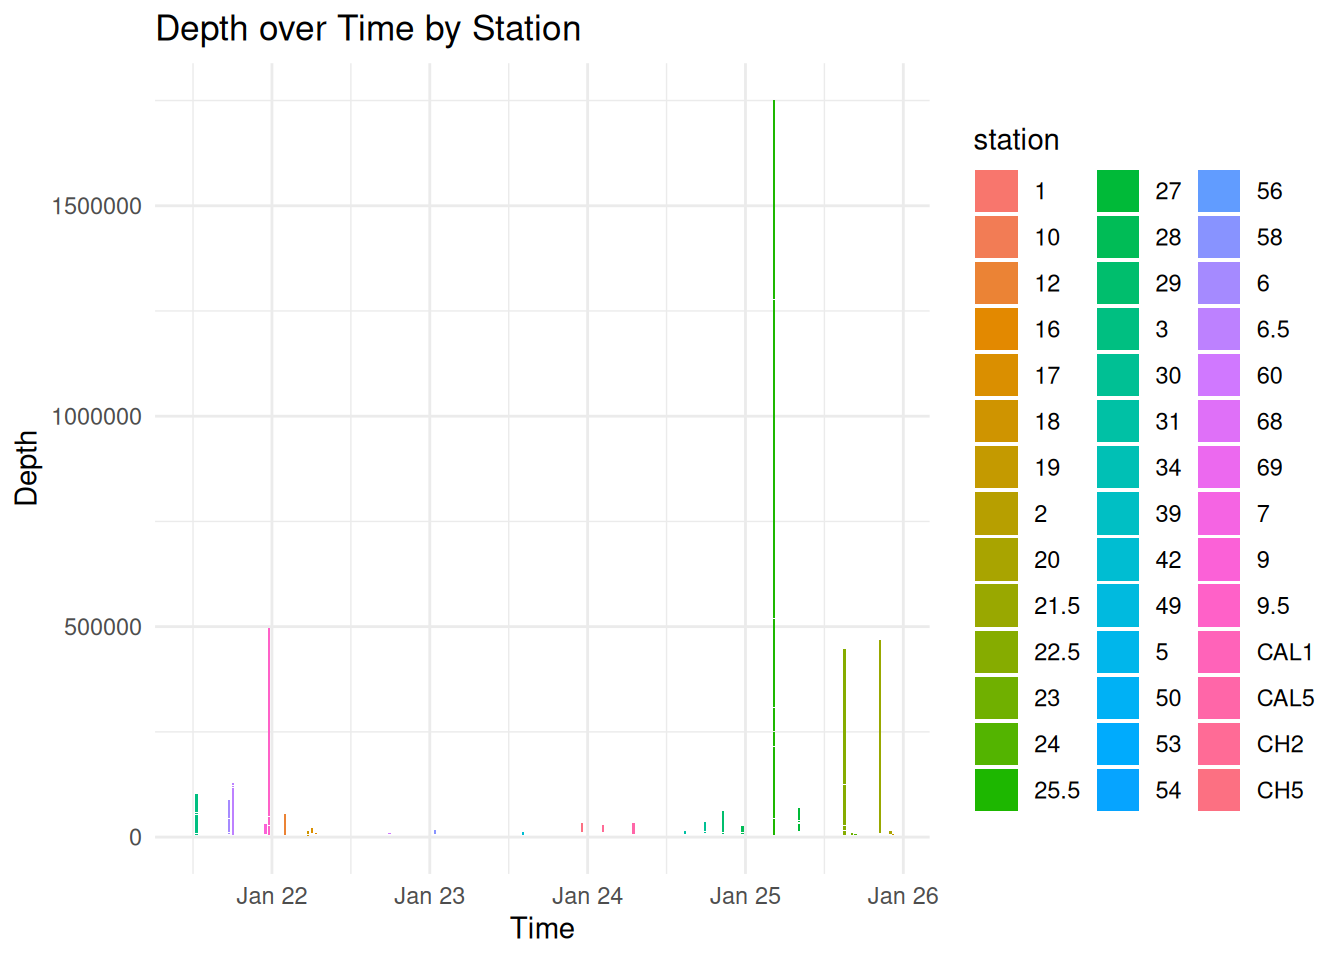 Depth over Time by Station
Depth
1500000
1000000
500000
0
Jan 22 Jan 23 Jan 24 Jan 25 Jan 26
Time
station
1 27 56
10 28 58
12 29 6
16 3 6.5
17 30 60
18 31 68
19 34 69
2 39 7
20 42 9
21.5 49 9.5
22.5 5 CAL1
23 50 CAL5
24 53 CH2
25.5 54 CH5